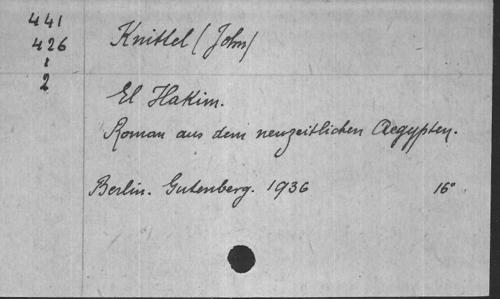 441
426
1
2
Knittel (John)
El Hakim.
Roman aus dem neuzeitlichen Aegypten.
Berlin. Gutenberg. 1936 16°